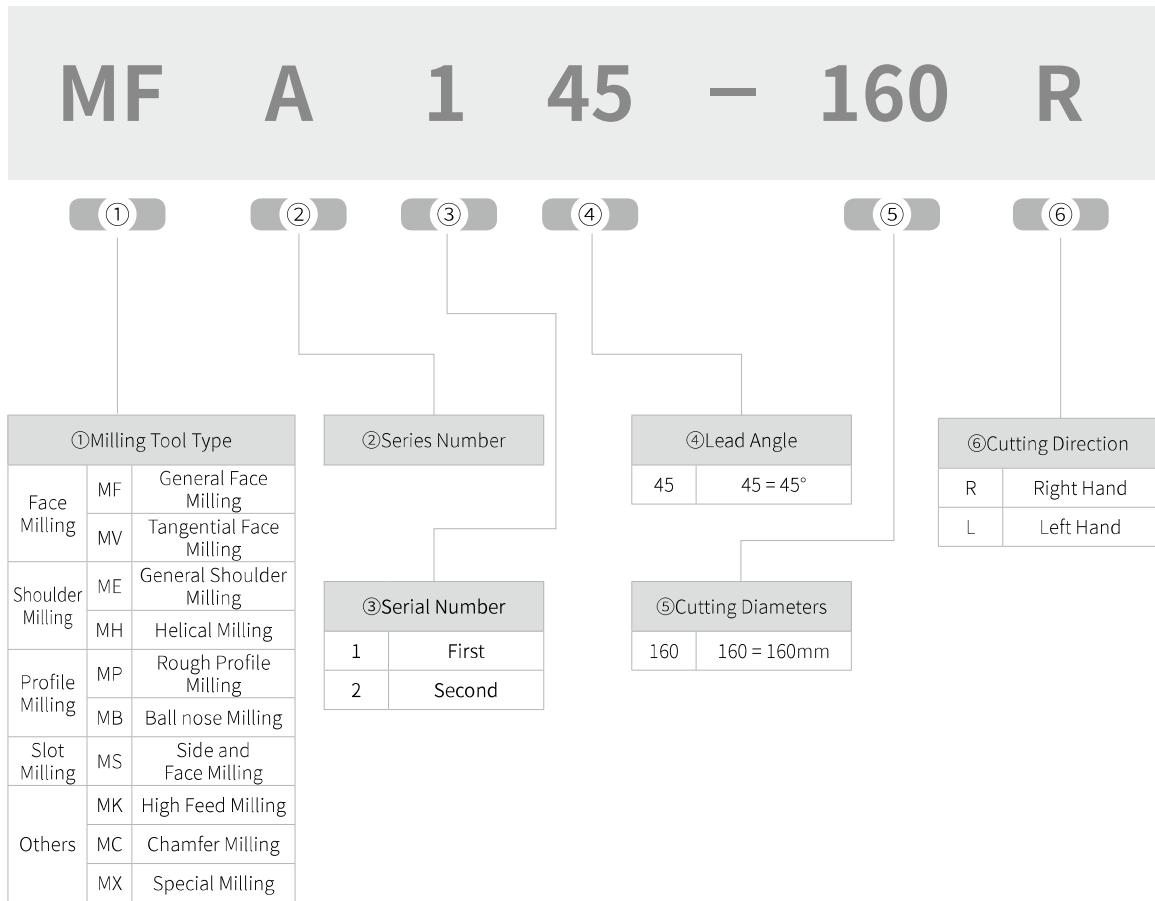 MF A 1 45 – 160 R
① ② ③ ④ ⑤ ⑥
①Milling Tool Type
Face
Milling
MF
General Face
Milling
MV
Tangential Face
Milling
Shoulder
Milling
ME
General Shoulder
Milling
MH
Helical Milling
Profile
Milling
MP
Rough Profile
Milling
MB
Ball nose Milling
Slot
Milling
MS
Side and
Face Milling
Others
MK
High Feed Milling
MC
Chamfer Milling
MX
Special Milling
②Series Number
③Serial Number
1 First
2 Second
④Lead Angle
45 45 = 45°
⑤Cutting Diameters
160 160 = 160mm
⑥Cutting Direction
R Right Hand
L Left Hand